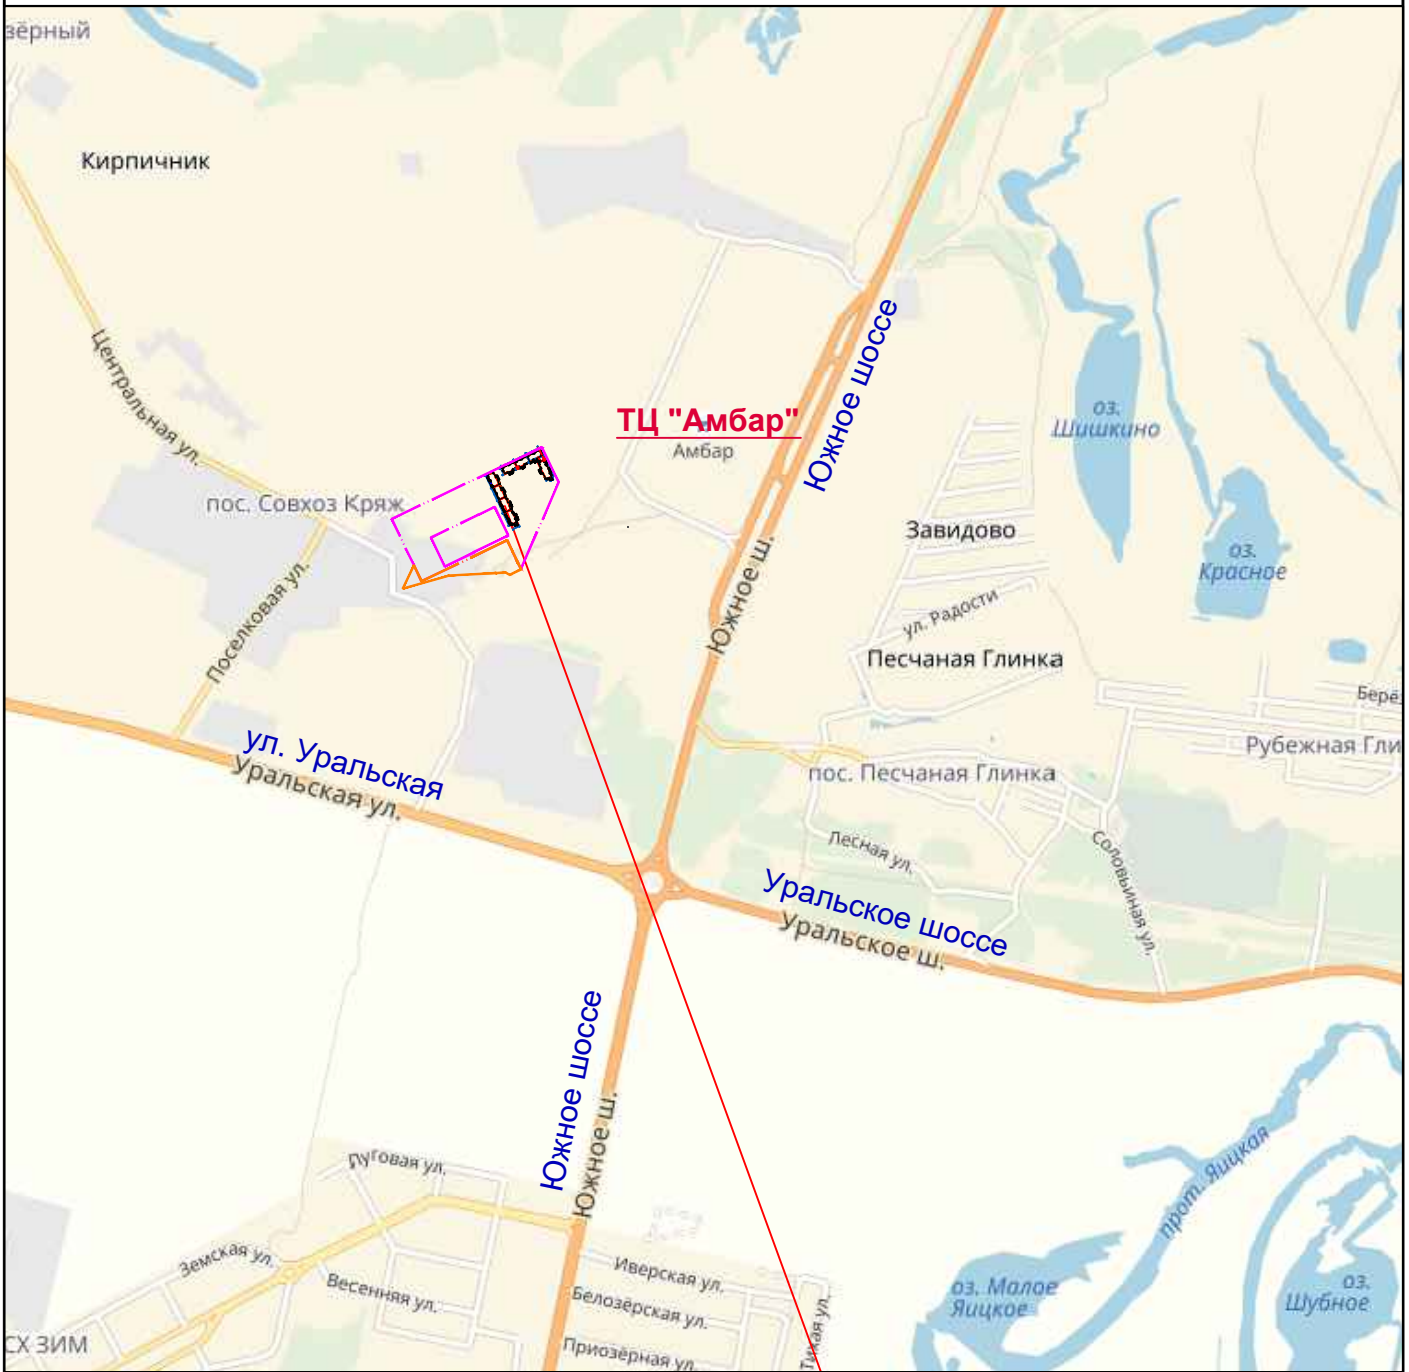 зёрный
Кирпичник
Центральная ул.
Южное шоссе
ТЦ "Амбар"
Амбар
оз.
Шишкино
пос. Совхоз Кряж
Завидово
оз.
Красное
Южное ш.
Поселковая ул.
ул. Радости
Песчаная Глинка
Берё
Рубежная Гли
ул. Уральская
Уральская ул.
пос. Песчаная Глинка
Лесная ул.
Соловьиная ул.
Уральское шоссе
Уральское ш.
Южное шоссе
Южное ш.
Луговая ул.
прот. Яицкая
Земская ул.
Весенняя ул.
Иверская ул.
Белозёрская ул.
Приозёрная ул.
Тихая ул.
оз. Малое
Яицкое
оз.
Шубное
СХ ЗИМ